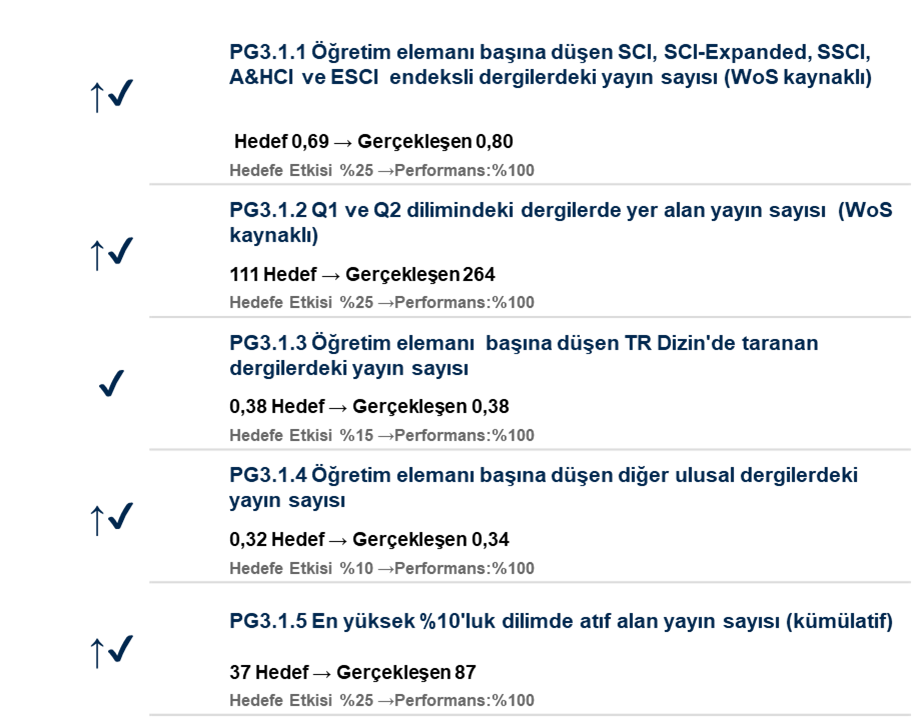 PG3.1.1 Öğretim elemanı başına düşen SCI, SCI-Expanded, SSCI,
A&HCI ve ESCI endeksli dergilerdeki yayın sayısı (WoS kaynaklı)
Hedef 0,69 → Gerçekleşen 0,80
Hedefe Etkisi %25 →Performans:%100
PG3.1.2 Q1 ve Q2 dilimindeki dergilerde yer alan yayın sayısı (WoS
kaynaklı)
111 Hedef → Gerçekleşen 264
Hedefe Etkisi %25 →Performans:%100
PG3.1.3 Öğretim elemanı başına düşen TR Dizin'de taranan
dergilerdeki yayın sayısı
0,38 Hedef → Gerçekleşen 0,38
Hedefe Etkisi %15 →Performans:%100
PG3.1.4 Öğretim elemanı başına düşen diğer ulusal dergilerdeki
yayın sayısı
0,32 Hedef → Gerçekleşen 0,34
Hedefe Etkisi %10 →Performans:%100
PG3.1.5 En yüksek %10'luk dilimde atıf alan yayın sayısı (kümülatif)
37 Hedef → Gerçekleşen 87
Hedefe Etkisi %25 →Performans:%100